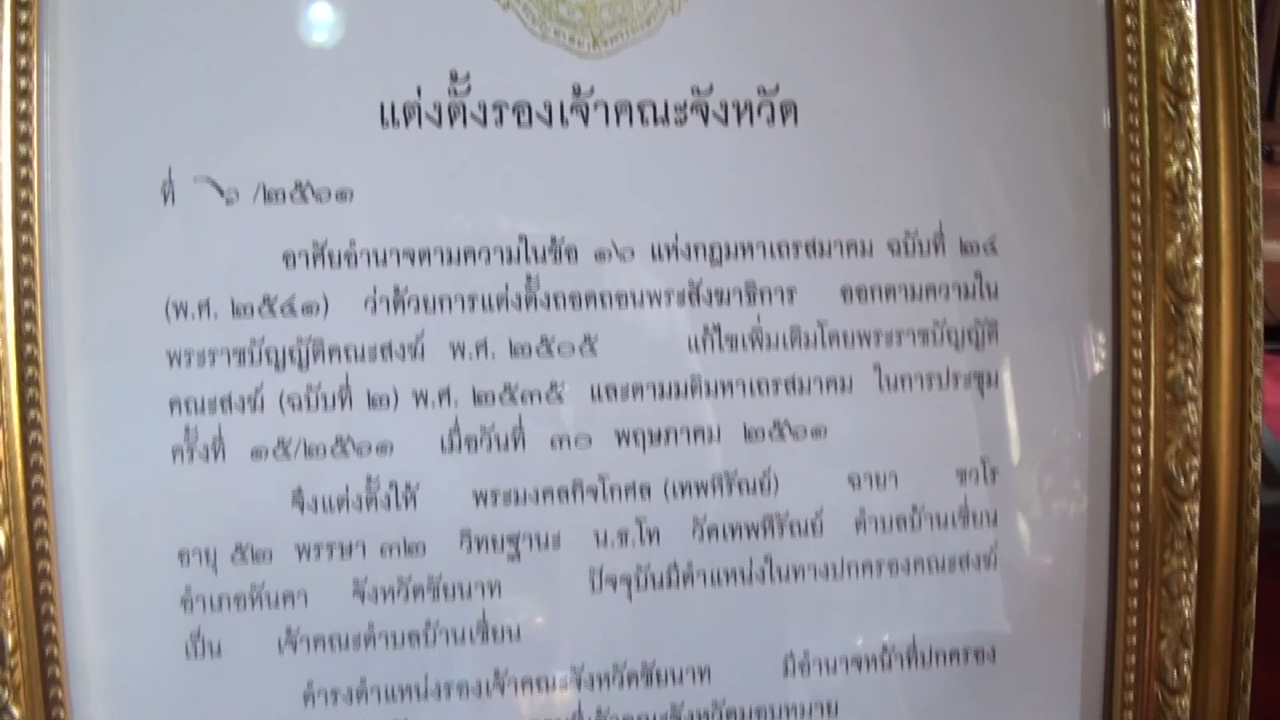 แต่งตั้งรองเจ้าคณะจังหวัด
ที่ ๖ /๒๕๖๑
อาศัยอำนาจตามความในข้อ ๑๖ แห่งกฎมหาเถรสมาคม ฉบับที่ ๒๔
(พ.ศ. ๒๕๔๑) ว่าด้วยการแต่งตั้งถอดถอนพระสังฆาธิการ ออกตามความใน
พระราชบัญญัติคณะสงฆ์ พ.ศ. ๒๕๐๕ แก้ไขเพิ่มเติมโดยพระราชบัญญัติ
คณะสงฆ์ (ฉบับที่ ๒) พ.ศ. ๒๕๓๕ และตามมติมหาเถรสมาคม ในการประชุม
ครั้งที่ ๑๕/๒๕๖๑ เมื่อวันที่ ๓๐ พฤษภาคม ๒๕๖๑
จึงแต่งตั้งให้ พระมงคลกิจโกศล (เทพหิรัณย์) ฉายา ชวโร
อายุ ๕๒ พรรษา ๓๒ วิทยฐานะ น.ธ.โท วัดเทพหิรัณย์ ตำบลบ้านเชี่ยน
อำเภอหันคา จังหวัดชัยนาท ปัจจุบันมีตำแหน่งในทางปกครองคณะสงฆ์
เป็น เจ้าคณะตำบลบ้านเชี่ยน
ดำรงตำแหน่งรองเจ้าคณะจังหวัดชัยนาท มีอำนาจหน้าที่ปกครอง
ที่เจ้าคณะจังหวัดมอบหมาย